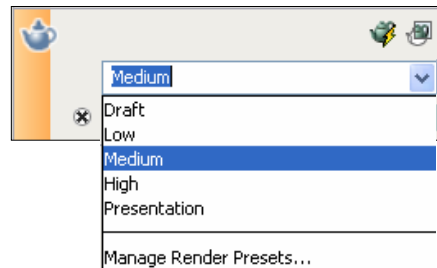 Medium
Draft
Low
Medium
High
Presentation
Manage Render Presets...